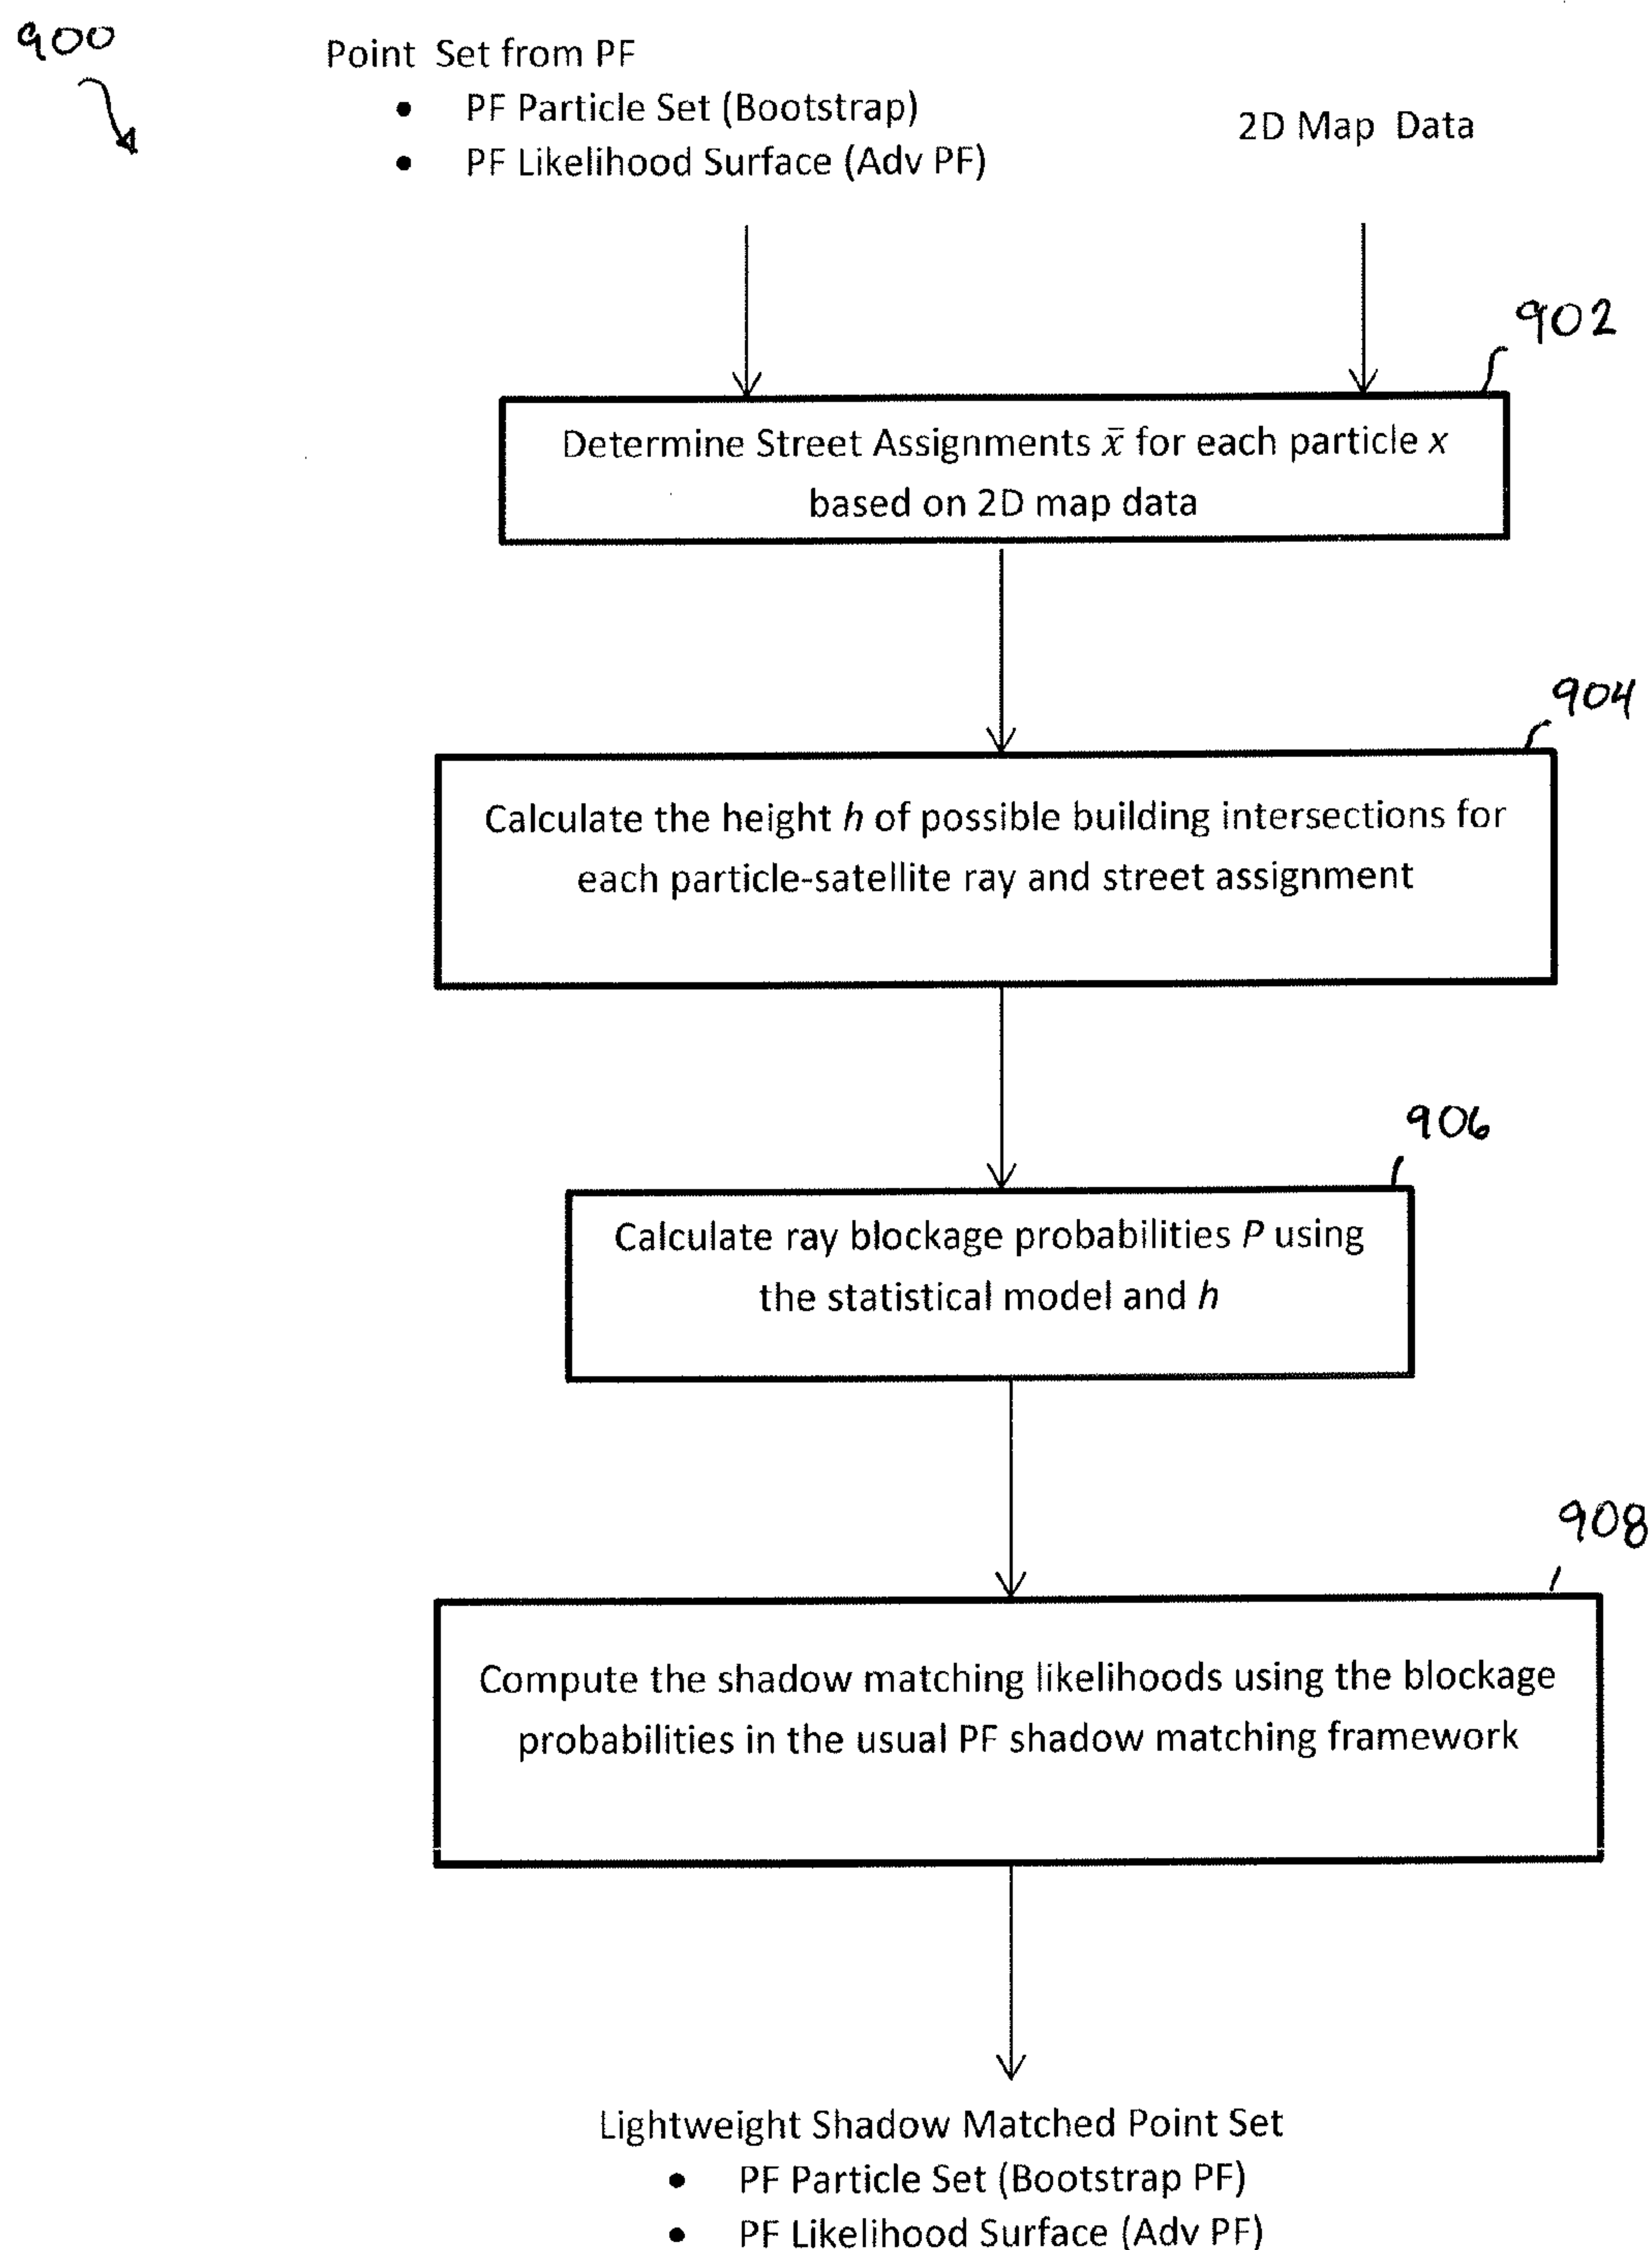 900
Point Set from PF
• PF Particle Set (Bootstrap)
• PF Likelihood Surface (Adv PF)
2D Map Data
902
Determine Street Assignments x̄ for each particle x
based on 2D map data
904
Calculate the height h of possible building intersections for
each particle-satellite ray and street assignment
906
Calculate ray blockage probabilities P using
the statistical model and h
908
Compute the shadow matching likelihoods using the blockage
probabilities in the usual PF shadow matching framework
Lightweight Shadow Matched Point Set
• PF Particle Set (Bootstrap PF)
• PF Likelihood Surface (Adv PF)